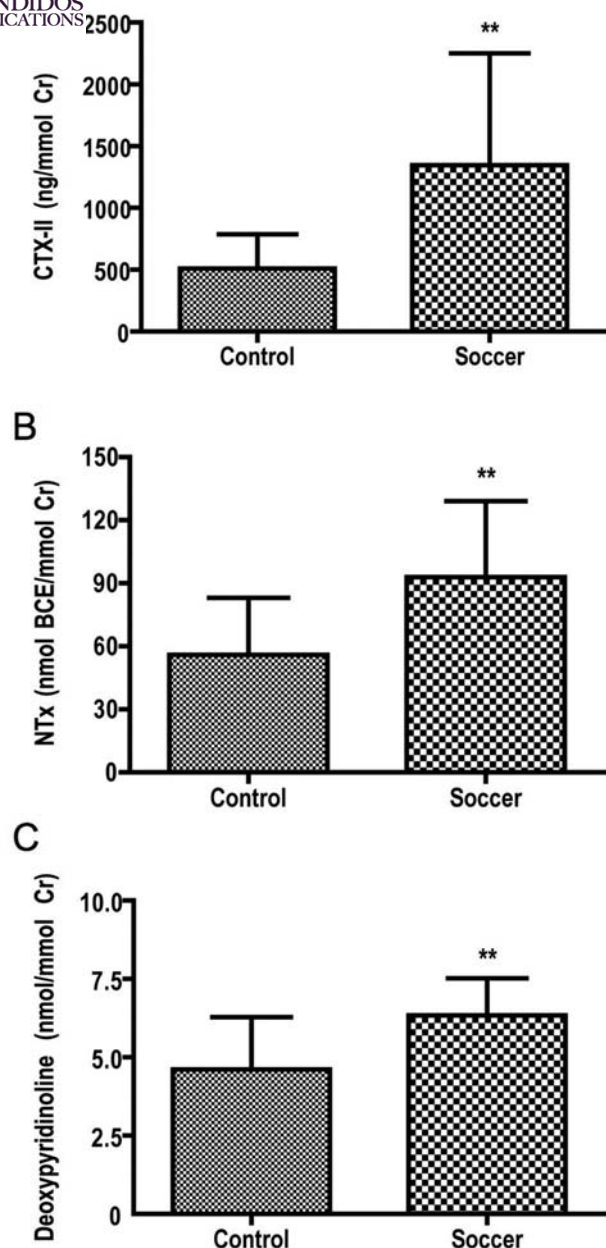 2500
**
2000
1500
1000
500
0
CTX-II (ng/mmol Cr)
Control Soccer
B
150
**
120
90
60
30
0
NTx (nmol BCE/mmol Cr)
Control Soccer
C
10.0
**
7.5
5.0
2.5
0
Deoxypyridinoline (nmol/mmol Cr)
Control Soccer